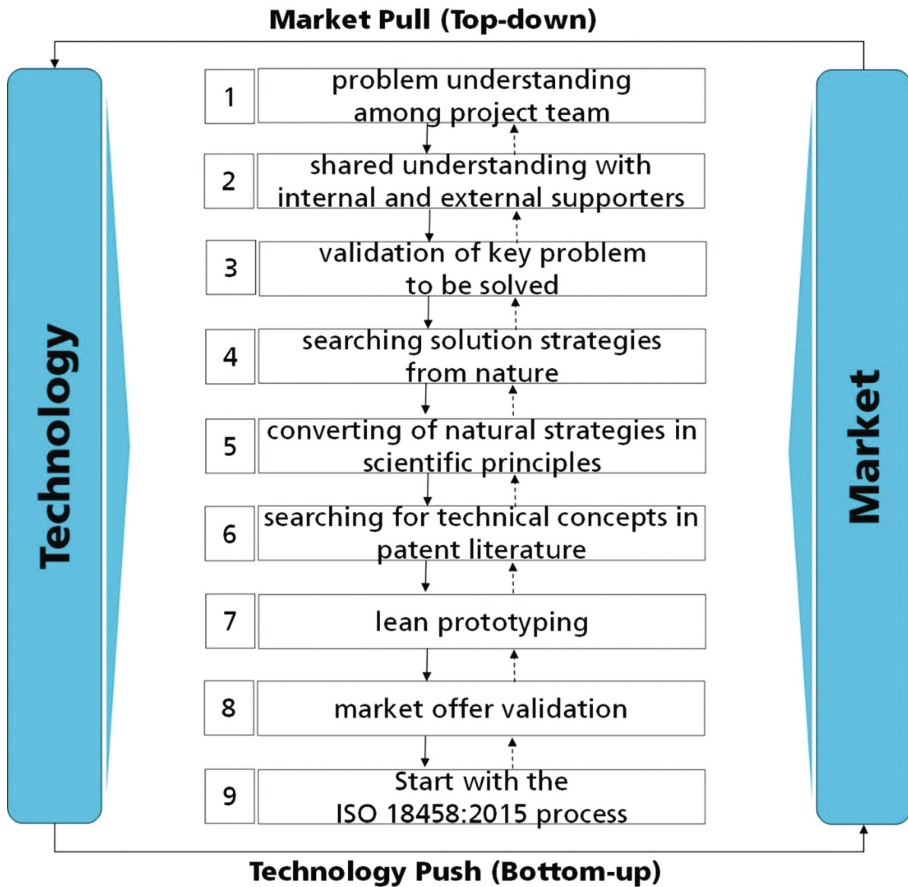 Market Pull (Top-down)
Technology
1
problem understanding
among project team
2
shared understanding with
internal and external supporters
3
validation of key problem
to be solved
4
searching solution strategies
from nature
5
converting of natural strategies in
scientific principles
6
searching for technical concepts in
patent literature
7
lean prototyping
8
market offer validation
9
Start with the
ISO 18458:2015 process
Market
Technology Push (Bottom-up)